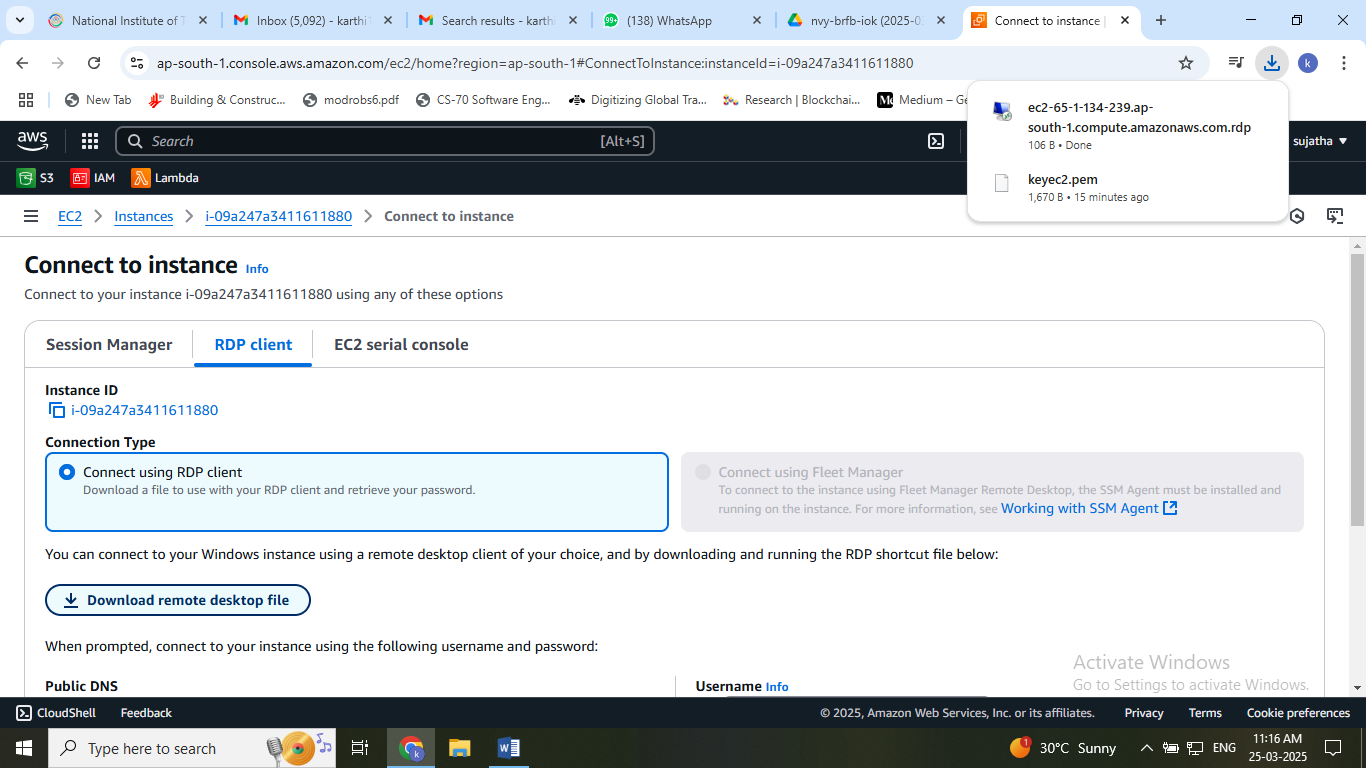 National Institute of T
Inbox (5,092) - karthi
Search results - karthi
(138) WhatsApp
nvy-brfb-iok (2025-0
Connect to instance |
ap-south-1.console.aws.amazon.com/ec2/home?region=ap-south-1#ConnectToInstance:instanceId=i-09a247a3411611880
k
New Tab
Building & Construc...
modrobs6.pdf
CS-70 Software Eng...
Digitizing Global Tra...
Research | Blockchai...
Medium – Ge
ec2-65-1-134-239.ap-
south-1.compute.amazonaws.com.rdp
106 B • Done
keyec2.pem
1,670 B • 15 minutes ago
aws
Search
[Alt+S]
sujatha
S3
IAM
Lambda
EC2
Instances
i-09a247a3411611880
Connect to instance
Connect to instance Info
Connect to your instance i-09a247a3411611880 using any of these options
Session Manager
RDP client
EC2 serial console
Instance ID
i-09a247a3411611880
Connection Type
Connect using RDP client
Download a file to use with your RDP client and retrieve your password.
Connect using Fleet Manager
To connect to the instance using Fleet Manager Remote Desktop, the SSM Agent must be installed and
running on the instance. For more information, see Working with SSM Agent
You can connect to your Windows instance using a remote desktop client of your choice, and by downloading and running the RDP shortcut file below:
Download remote desktop file
When prompted, connect to your instance using the following username and password:
Public DNS
Username Info
Activate Windows
Go to Settings to activate Windows.
CloudShell
Feedback
© 2025, Amazon Web Services, Inc. or its affiliates.
Privacy
Terms
Cookie preferences
Type here to search
30°C Sunny
ENG
11:16 AM
25-03-2025